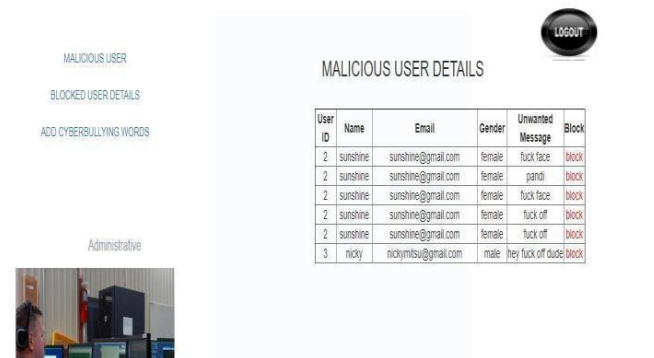 LOGOUT
MALICIOUS USER
BLOCKED USER DETAILS
ADD CYBERBULLYING WORDS
Administrative
MALICIOUS USER DETAILS
User ID Name Email Gender Unwanted Message Block
2 sunshine sunshine@gmail.com female fuck face block
2 sunshine sunshine@gmail.com female pandi block
2 sunshine sunshine@gmail.com female fuck face block
2 sunshine sunshine@gmail.com female fuck off block
2 sunshine sunshine@gmail.com female fuck off block
3 nicky nickymitsu@gmail.com male hey fuck off dude block